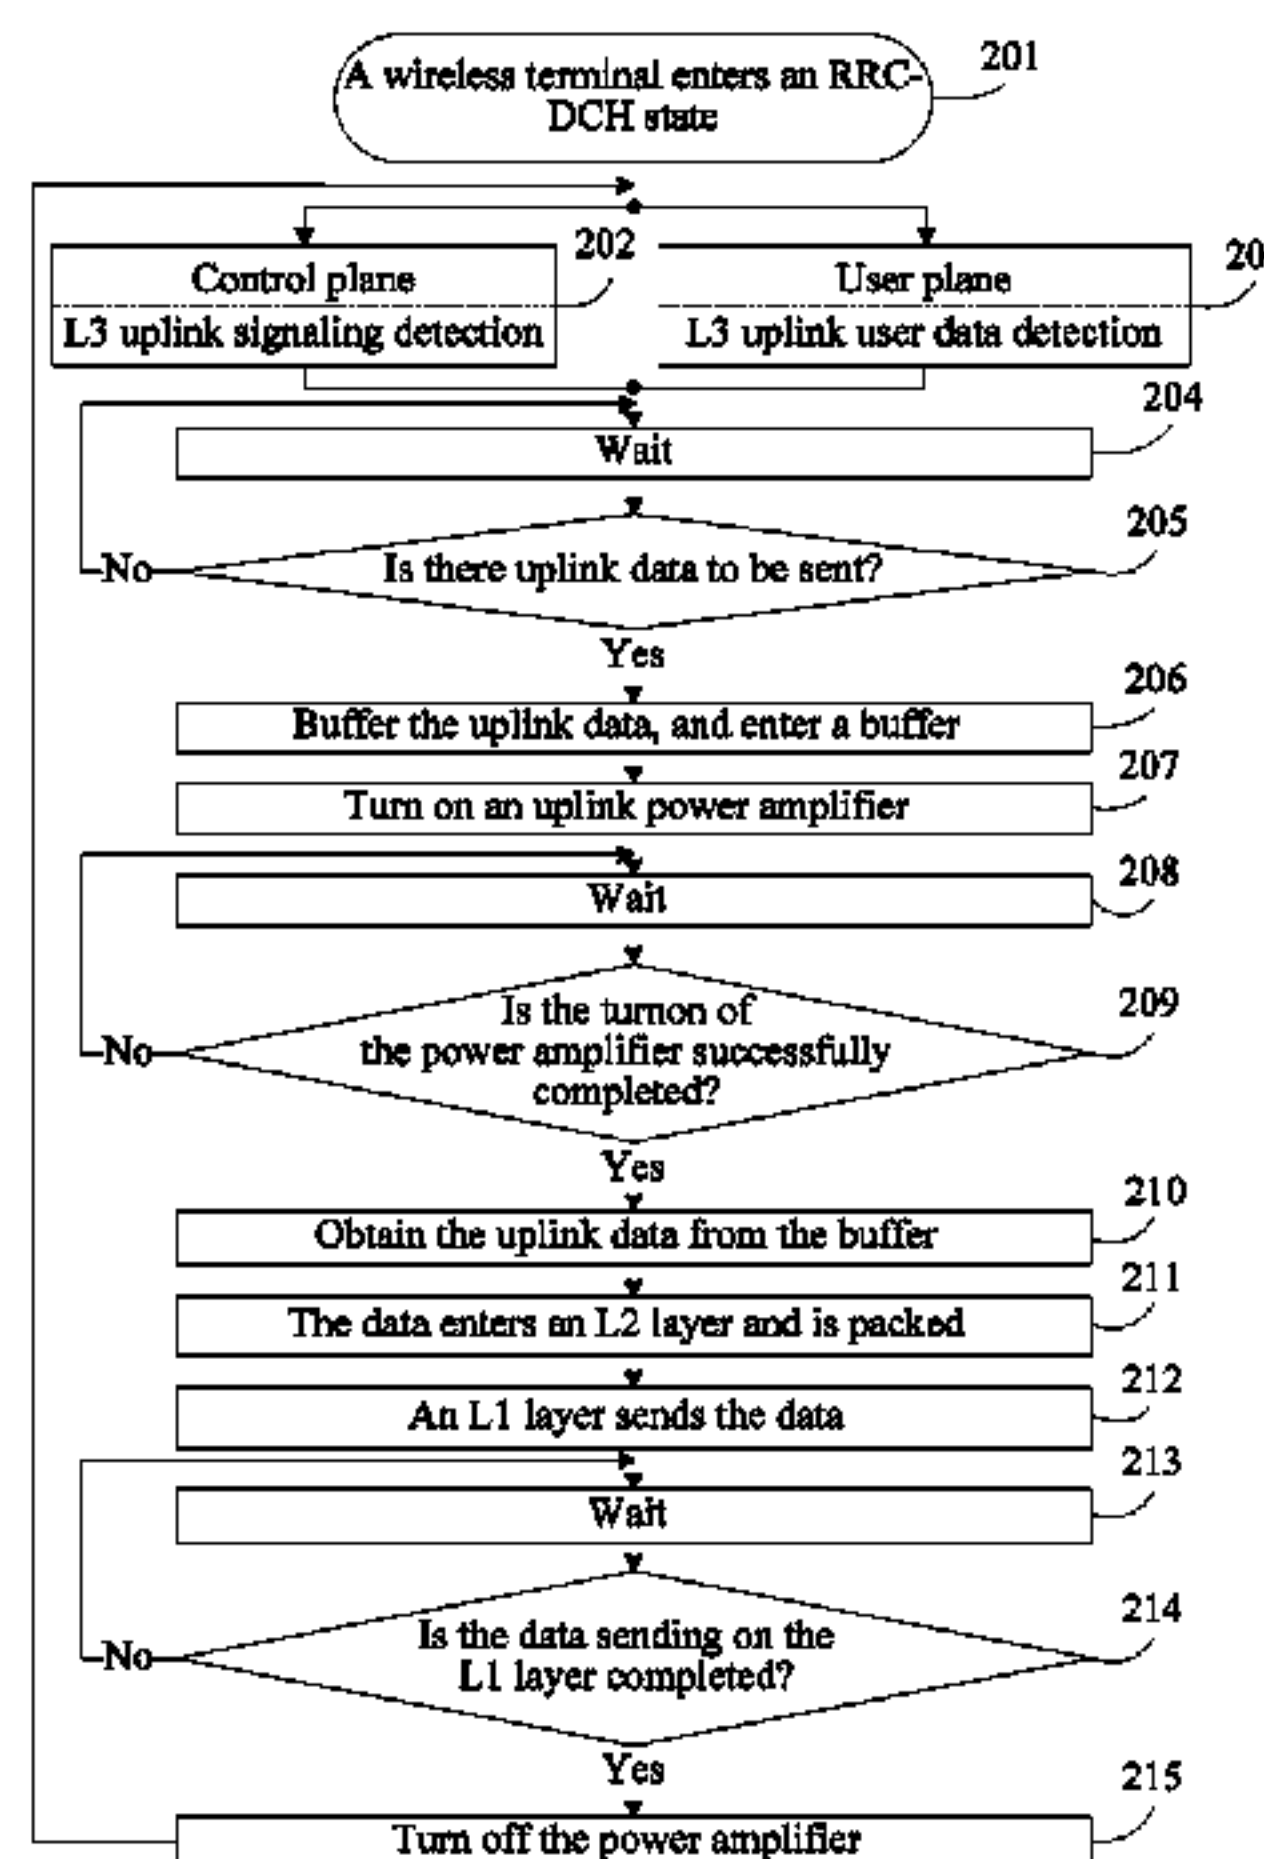 A wireless terminal enters an RRC-
DCH state
201
202
Control plane
L3 uplink signaling detection
User plane
L3 uplink user data detection
20
204
Wait
205
Is there uplink data to be sent?
No
Yes
206
Buffer the uplink data, and enter a buffer
207
Turn on an uplink power amplifier
208
Wait
209
Is the turnon of
the power amplifier successfully
completed?
No
Yes
210
Obtain the uplink data from the buffer
211
The data enters an L2 layer and is packed
212
An L1 layer sends the data
213
Wait
214
Is the data sending on the
L1 layer completed?
No
Yes
215
Turn off the power amplifier